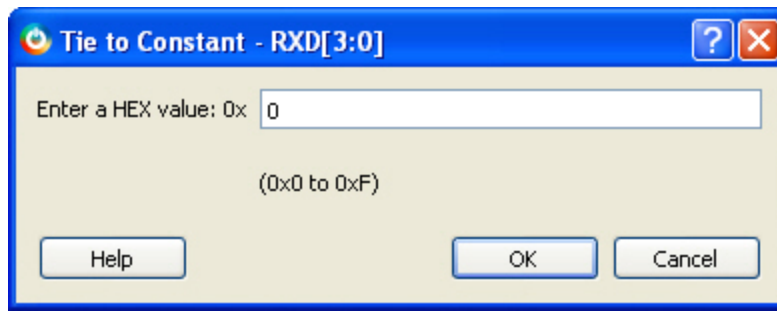 Tie to Constant - RXD[3:0]
Enter a HEX value: 0x 0
(0x0 to 0xF)
Help OK Cancel